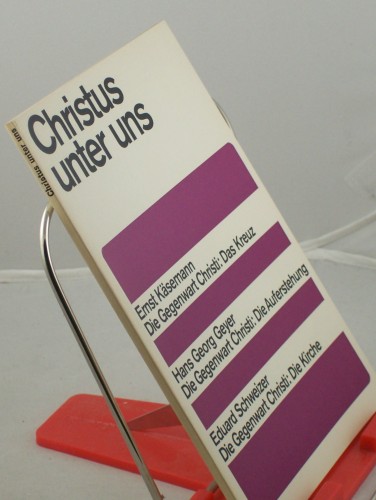 Christus
unter uns
Ernst Käsemann
Die Gegenwart Christi: Das Kreuz
Hans Georg Geyer
Die Gegenwart Christi: Die Auferstehung
Eduard Schweizer
Die Gegenwart Christi: Die Kirche
Christus unter uns